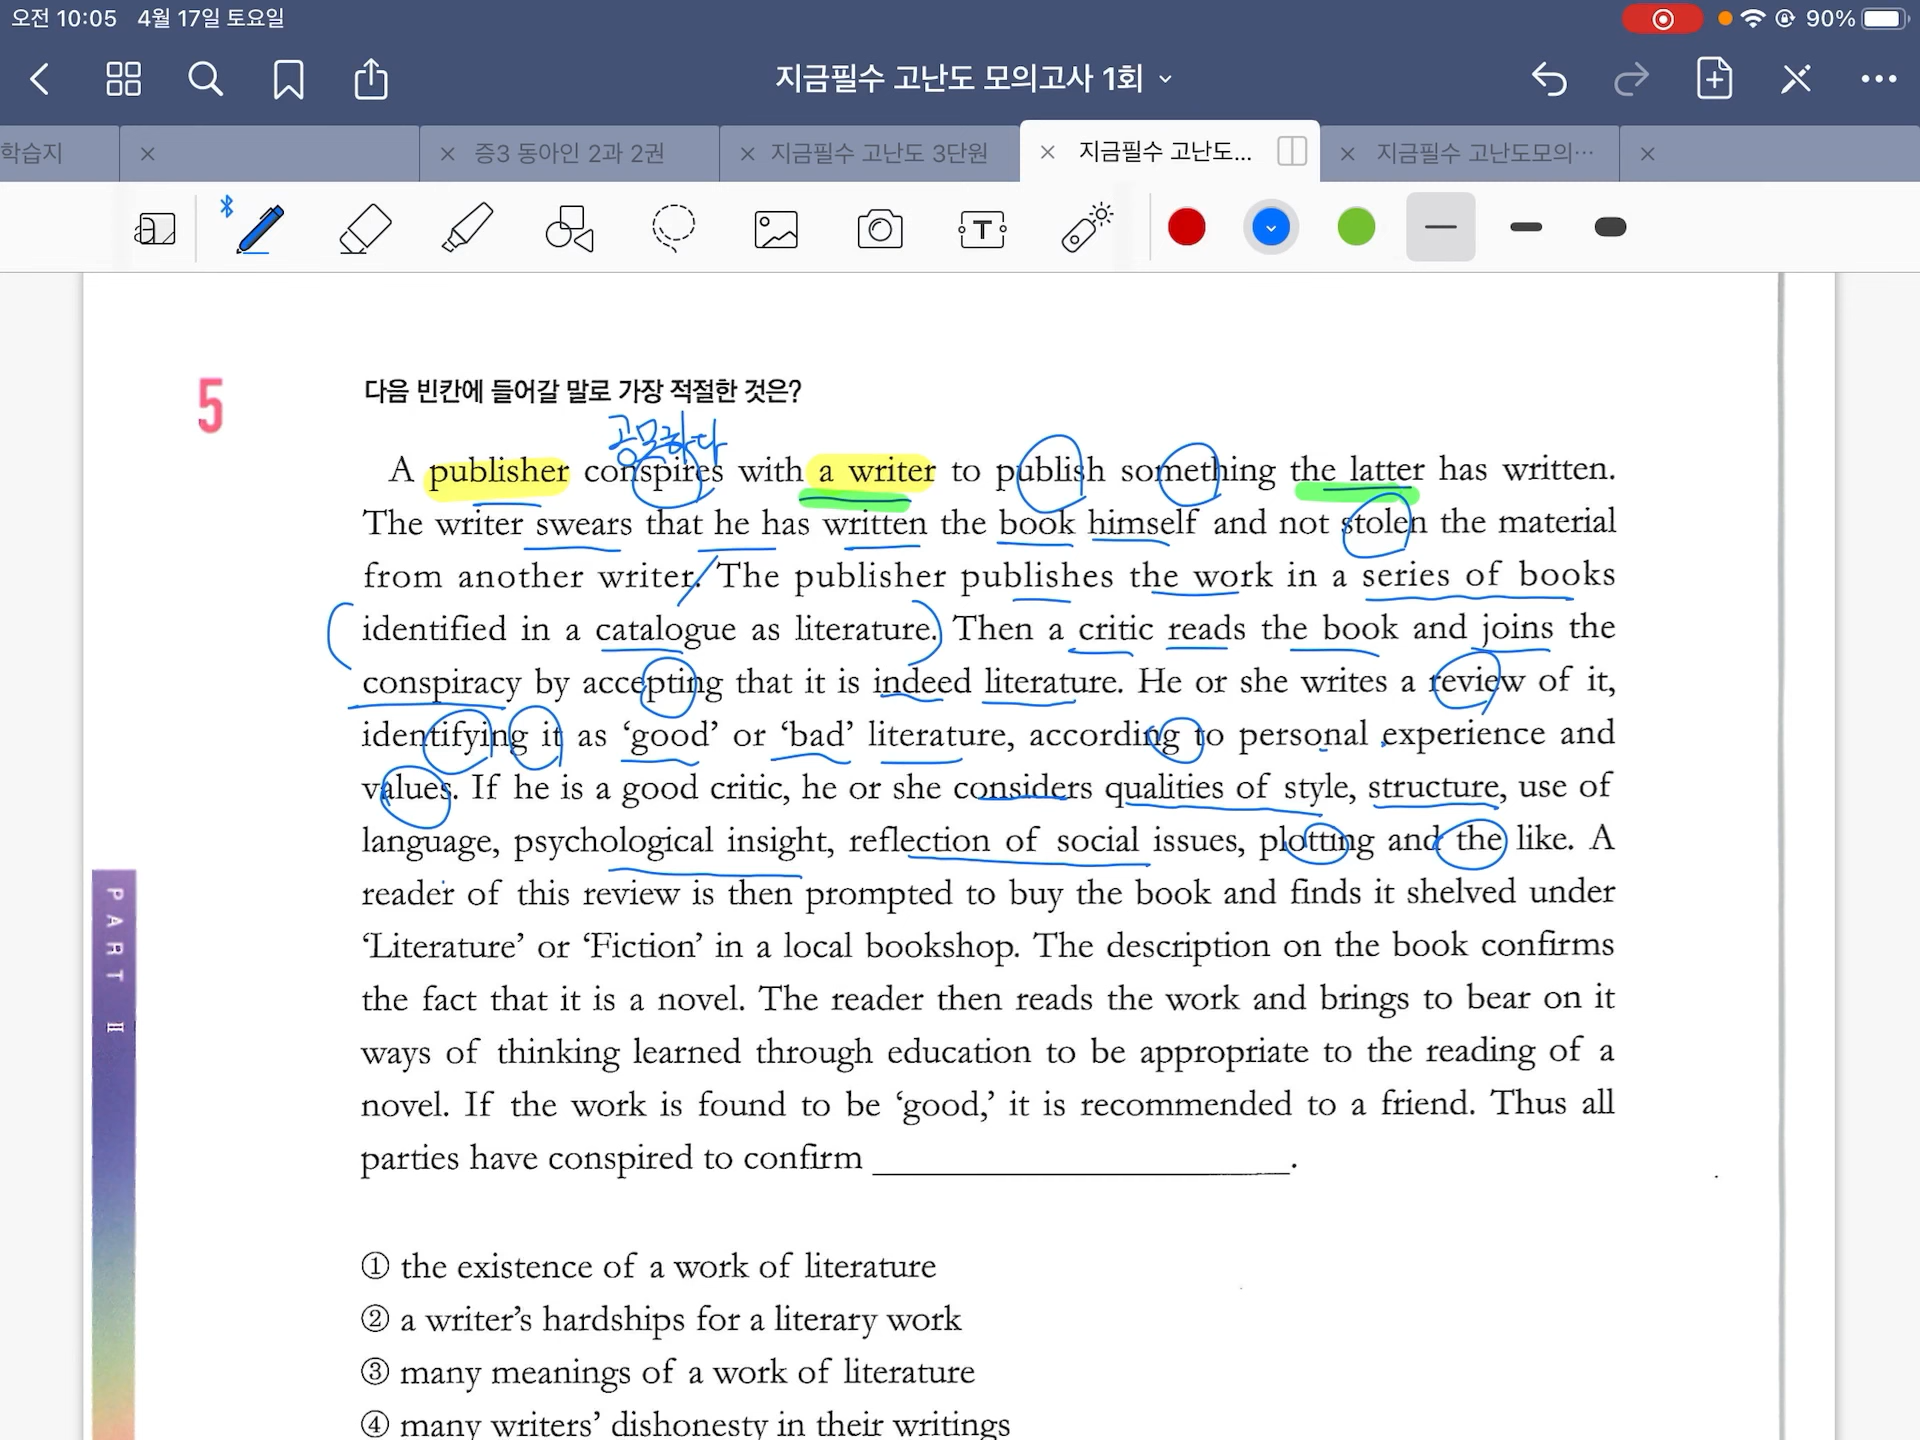 오전 10:05 4월 17일 토요일
90%
지금필수 고난도 모의고사 1회
학습지
중3 동아인 2과 2권
지금필수 고난도 3단원
지금필수 고난도...
지금필수 고난도모의...
5
다음 빈칸에 들어갈 말로 가장 적절한 것은?
공모하다
A publisher conspires with a writer to publish something the latter has written.
The writer swears that he has written the book himself and not stolen the material
from another writer. The publisher publishes the work in a series of books
identified in a catalogue as literature. Then a critic reads the book and joins the
conspiracy by accepting that it is indeed literature. He or she writes a review of it,
identifying it as ‘good’ or ‘bad’ literature, according to personal experience and
values. If he is a good critic, he or she considers qualities of style, structure, use of
language, psychological insight, reflection of social issues, plotting and the like. A
reader of this review is then prompted to buy the book and finds it shelved under
‘Literature’ or ‘Fiction’ in a local bookshop. The description on the book confirms
the fact that it is a novel. The reader then reads the work and brings to bear on it
ways of thinking learned through education to be appropriate to the reading of a
novel. If the work is found to be ‘good,’ it is recommended to a friend. Thus all
parties have conspired to confirm ____________________.
PART II
① the existence of a work of literature
② a writer’s hardships for a literary work
③ many meanings of a work of literature
④ many writers’ dishonesty in their writings